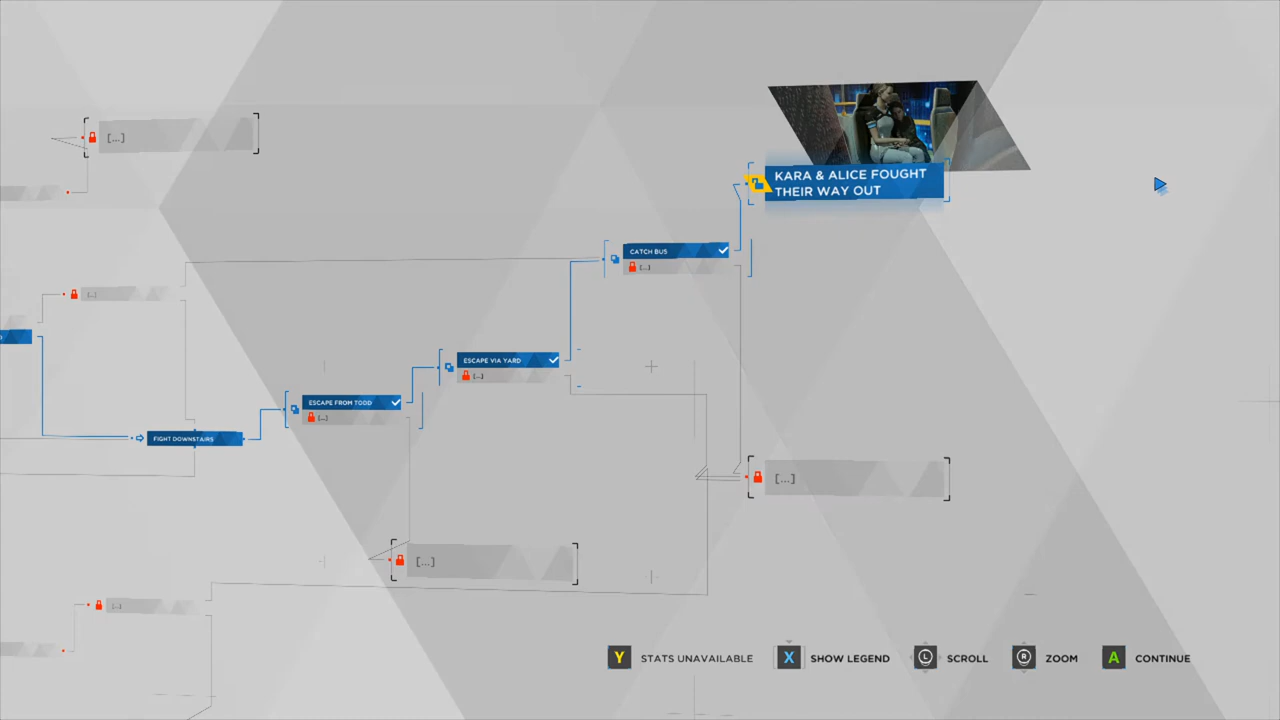 [...]
KARA & ALICE FOUGHT
THEIR WAY OUT
CATCH BUS
[...]
[...]
ESCAPE VIA YARD
[...]
ESCAPE FROM TODD
[...]
FIGHT DOWNSTAIRS
[...]
[...]
[...]
Y STATS UNAVAILABLE X SHOW LEGEND L SCROLL R ZOOM A CONTINUE